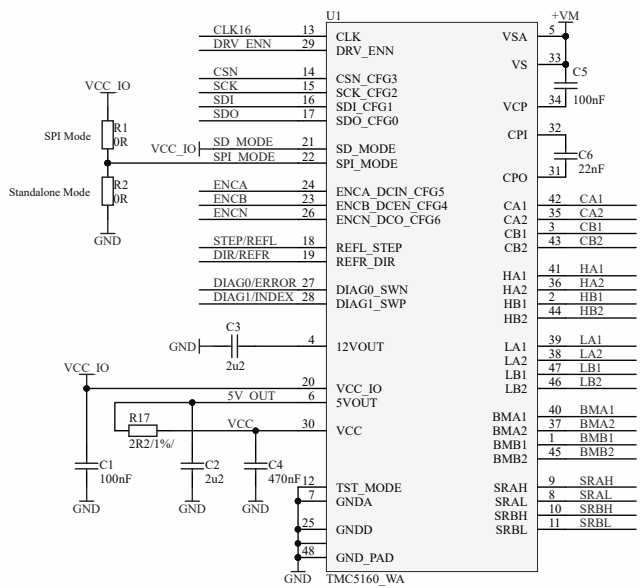 U1
+VM
CLK16 13 CLK VSA 5
DRV_ENN 29 DRV_ENN
VS 33
C5
100nF
CSN 14 CSN_CFG3
SCK 15 SCK_CFG2
SDI 16 SDI_CFG1
SDO 17 SDO_CFG0
VCP 34
VCC_IO
SPI Mode
R1
0R
CPI 32
C6
22nF
CPO 31
VCC_IO SD_MODE 21 SD_MODE
SPI_MODE 22 SPI_MODE
Standalone Mode
R2
0R
GND
ENCA 24 ENCA_DCIN_CFG5
ENCB 23 ENCB_DCEN_CFG4
ENCN 26 ENCN_DCO_CFG6
CA1 42 CA1
CA2 35 CA2
CB1 3 CB1
CB2 43 CB2
STEP/REFL 18 REFL_STEP
DIR/REFR 19 REFR_DIR
HA1 41 HA1
HA2 36 HA2
HB1 2 HB1
HB2 44 HB2
DIAG0/ERROR 27 DIAG0_SWN
DIAG1/INDEX 28 DIAG1_SWP
C3
GND 4 12VOUT
2u2
LA1 39 LA1
LA2 38 LA2
LB1 47 LB1
LB2 46 LB2
VCC_IO
20 VCC_IO
5V_OUT 6 5VOUT
R17
2R2/1%/
VCC 30 VCC
BMA1 40 BMA1
BMA2 37 BMA2
BMB1 1 BMB1
BMB2 45 BMB2
C1
100nF
GND
C2
2u2
GND
C4
470nF
GND
12 TST_MODE
7 GNDA
25 GNDD
48 GND_PAD
GND
SRAH 9 SRAH
SRAL 8 SRAL
SRBH 10 SRBH
SRBL 11 SRBL
TMC5160_WA